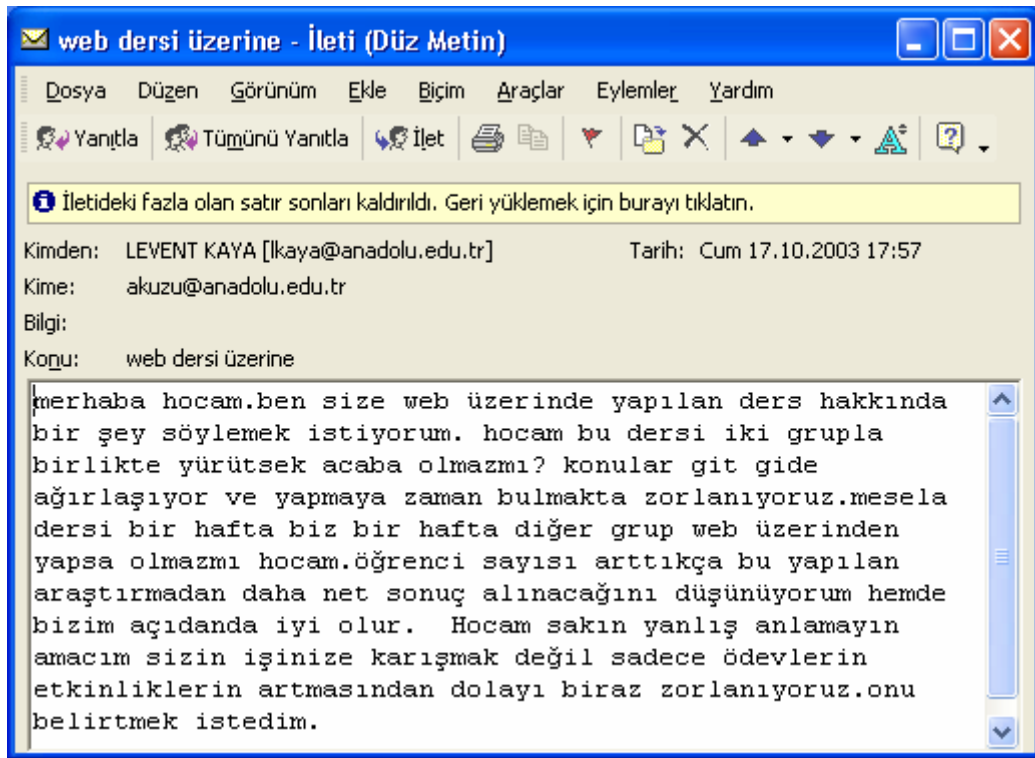 web dersi üzerine - İleti (Düz Metin)
Dosya Düzen Görünüm Ekle Biçim Araçlar Eylemler Yardım
Yanıtla Tümünü Yanıtla İlet
İletideki fazla olan satır sonları kaldırıldı. Geri yüklemek için burayı tıklatın.
Kimden: LEVENT KAYA [lkaya@anadolu.edu.tr] Tarih: Cum 17.10.2003 17:57
Kime: akuzu@anadolu.edu.tr
Bilgi:
Konu: web dersi üzerine
merhaba hocam.ben size web üzerinde yapılan ders hakkında
bir şey söylemek istiyorum. hocam bu dersi iki grupla
birlikte yürütsek acaba olmazmı? konular git gide
ağırlaşıyor ve yapmaya zaman bulmakta zorlanıyoruz.mesela
dersi bir hafta biz bir hafta diğer grup web üzerinden
yapsa olmazmı hocam.öğrenci sayısı arttıkça bu yapılan
araştırmadan daha net sonuç alınacağını düşünüyorum hemde
bizim açıdanda iyi olur.  Hocam sakın yanlış anlamayın
amacım sizin işinize karışmak değil sadece ödevlerin
etkinliklerin artmasından dolayı biraz zorlanıyoruz.onu
belirtmek istedim.